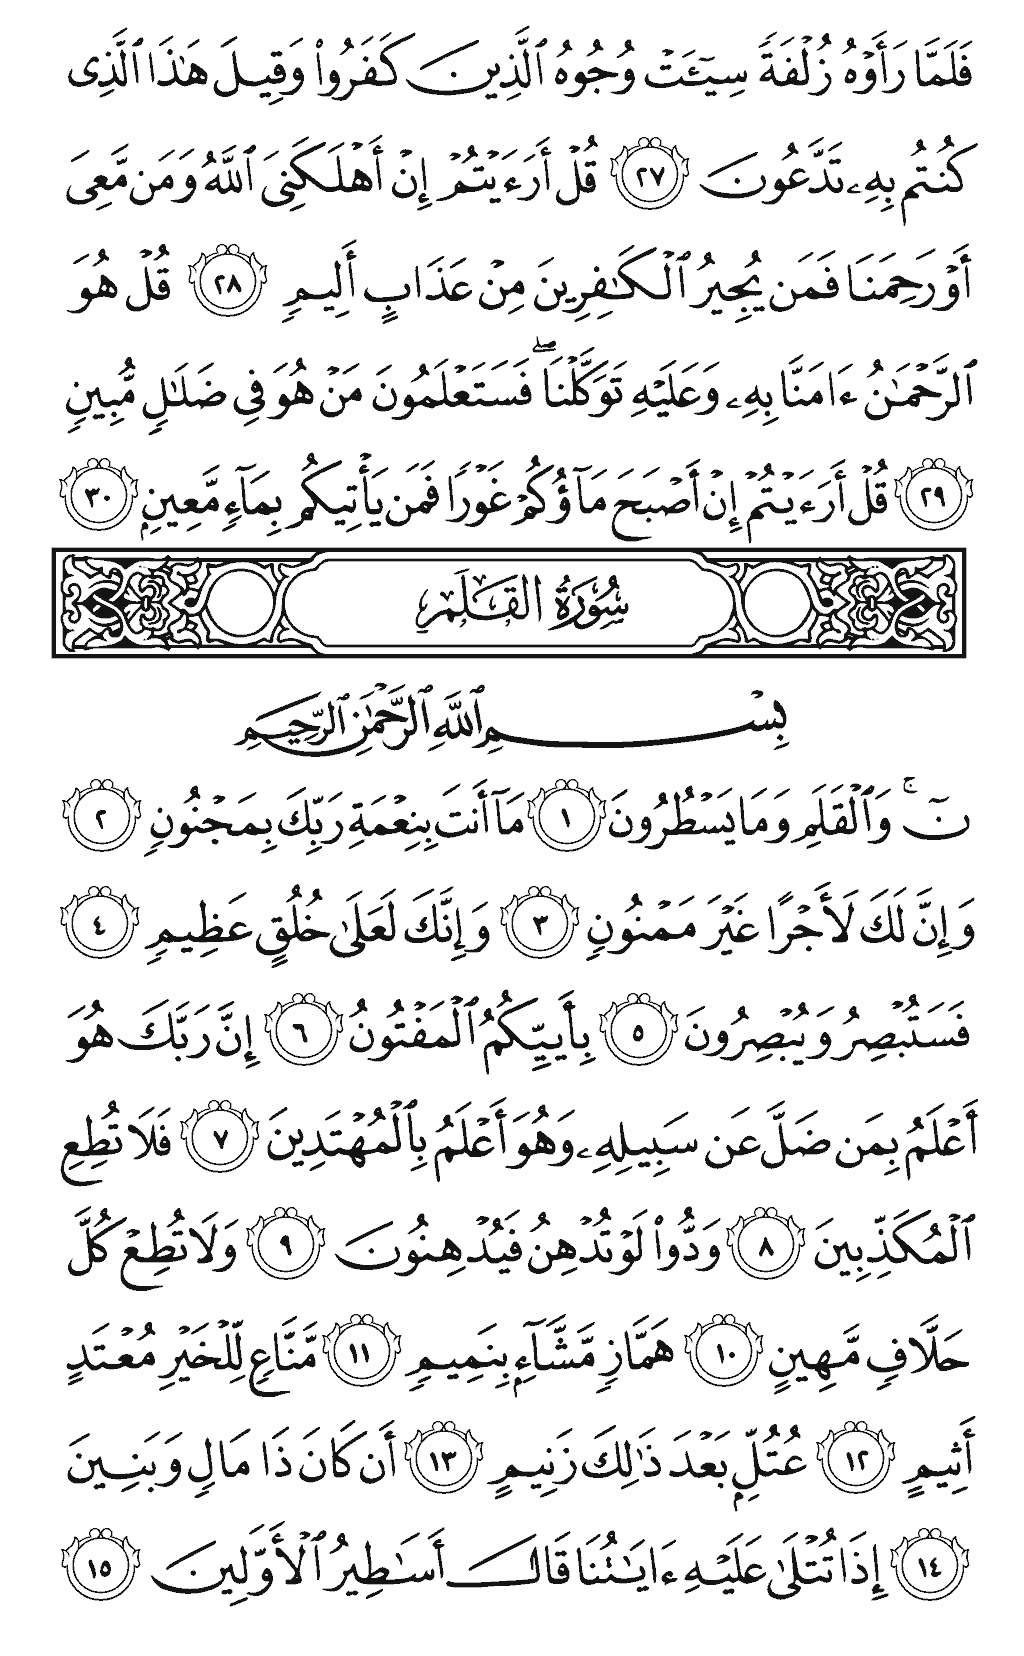 فَلَمَّا رَأَوْهُ زُلْفَةً سِيٓـَٔتْ وُجُوهُ ٱلَّذِينَ كَفَرُوا۟ وَقِيلَ هَـٰذَا ٱلَّذِى
كُنتُم بِهِۦ تَدَّعُونَ ٢٧ قُلْ أَرَءَيْتُمْ إِنْ أَهْلَكَنِىَ ٱللَّهُ وَمَن مَّعِىَ
أَوْ رَحِمَنَا فَمَن يُجِيرُ ٱلْكَـٰفِرِينَ مِنْ عَذَابٍ أَلِيمٍ ٢٨ قُلْ هُوَ
ٱلرَّحْمَـٰنُ ءَامَنَّا بِهِۦ وَعَلَيْهِ تَوَكَّلْنَا ۖ فَسَتَعْلَمُونَ مَنْ هُوَ فِى ضَلَـٰلٍ مُّبِينٍ
٢٩ قُلْ أَرَءَيْتُمْ إِنْ أَصْبَحَ مَآؤُكُمْ غَوْرًا فَمَن يَأْتِيكُم بِمَآءٍ مَّعِينٍۭ ٣٠
سُورَةُ القَلَمِ
بِسْمِ ٱللَّهِ ٱلرَّحْمَـٰنِ ٱلرَّحِيمِ
نٓ ۚ وَٱلْقَلَمِ وَمَا يَسْطُرُونَ ١ مَآ أَنتَ بِنِعْمَةِ رَبِّكَ بِمَجْنُونٍ ٢
وَإِنَّ لَكَ لَأَجْرًا غَيْرَ مَمْنُونٍ ٣ وَإِنَّكَ لَعَلَىٰ خُلُقٍ عَظِيمٍ ٤
فَسَتُبْصِرُ وَيُبْصِرُونَ ٥ بِأَييِّكُمُ ٱلْمَفْتُونُ ٦ إِنَّ رَبَّكَ هُوَ
أَعْلَمُ بِمَن ضَلَّ عَن سَبِيلِهِۦ وَهُوَ أَعْلَمُ بِٱلْمُهْتَدِينَ ٧ فَلَا تُطِعِ
ٱلْمُكَذِّبِينَ ٨ وَدُّوا۟ لَوْ تُدْهِنُ فَيُدْهِنُونَ ٩ وَلَا تُطِعْ كُلَّ
حَلَّافٍ مَّهِينٍ ١٠ هَمَّازٍ مَّشَّآءٍۭ بِنَمِيمٍ ١١ مَّنَّاعٍ لِّلْخَيْرِ مُعْتَدٍ
أَثِيمٍ ١٢ عُتُلٍّۭ بَعْدَ ذَٰلِكَ زَنِيمٍ ١٣ أَن كَانَ ذَا مَالٍ وَبَنِينَ
١٤ إِذَا تُتْلَىٰ عَلَيْهِ ءَايَـٰتُنَا قَالَ أَسَـٰطِيرُ ٱلْأَوَّلِينَ ١٥